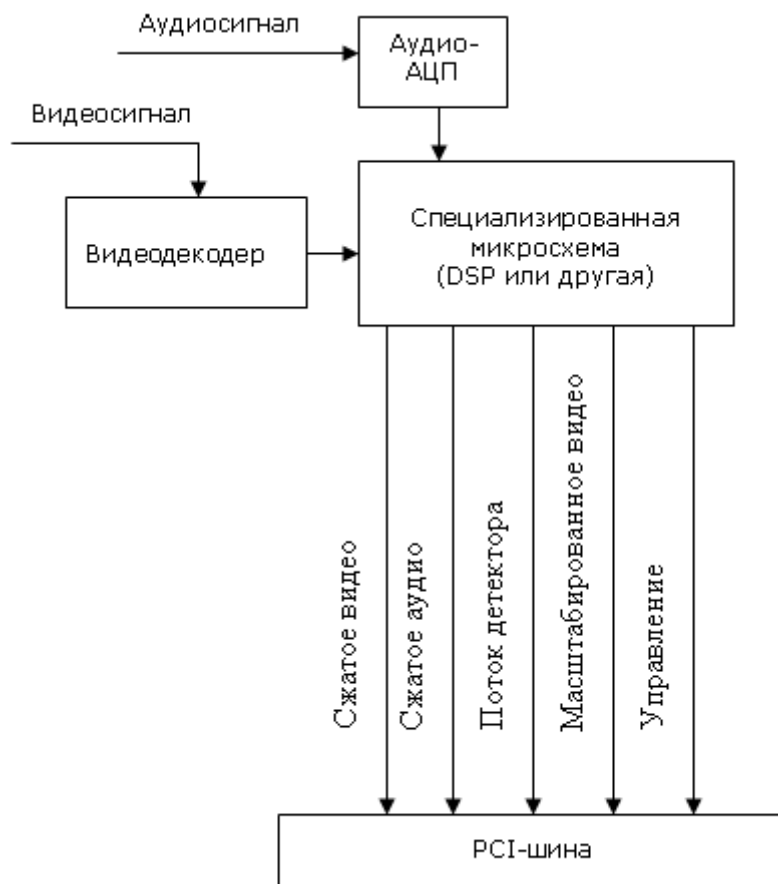 Аудиосигнал
Аудио-
АЦП
Видеосигнал
Видеодекодер
Специализированная
микросхема
(DSP или другая)
Сжатое видео
Сжатое аудио
Поток детектора
Масштабированное видео
Управление
PCI-шина